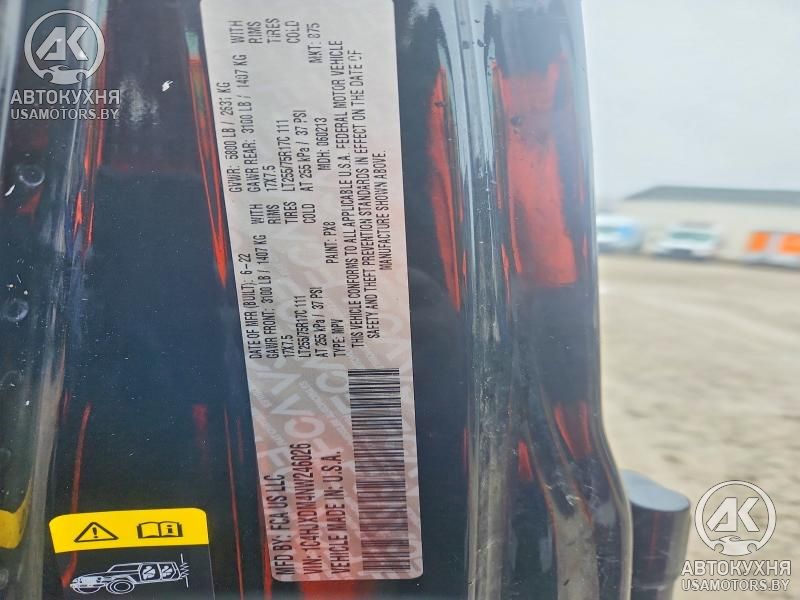 AK
АВТОКУХНЯ
USAMOTORS.BY
MFD BY: FCA US LLC
DATE OF MFR (BUILT): 6-22
GVWR: 5800 LB / 2631 KG
GAWR FRONT: 3100 LB / 1407 KG WITH
GAWR REAR: 3100 LB / 1407 KG WITH
17X7.5 RIMS
17X7.5 RIMS
LT255/75R17C 111 TIRES
LT255/75R17C 111 TIRES
AT 255 kPa / 37 PSI COLD
AT 255 kPa / 37 PSI COLD
VEHICLE MADE IN U.S.A.
TYPE: MPV
PAINT: PX8
MDH: 060213
MKT: 875
THIS VEHICLE CONFORMS TO ALL APPLICABLE U.S.A. FEDERAL MOTOR VEHICLE
SAFETY AND THEFT PREVENTION STANDARDS IN EFFECT ON THE DATE OF
MANUFACTURE SHOWN ABOVE.
AK
АВТОКУХНЯ
USAMOTORS.BY